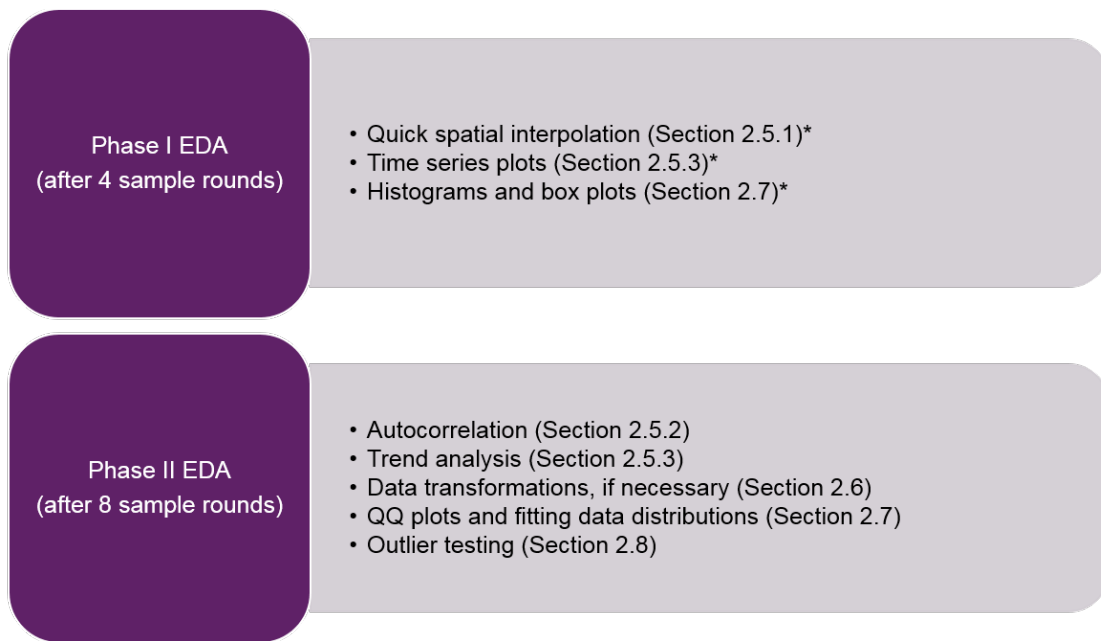 Phase I EDA
(after 4 sample rounds)
• Quick spatial interpolation (Section 2.5.1)*
• Time series plots (Section 2.5.3)*
• Histograms and box plots (Section 2.7)*
Phase II EDA
(after 8 sample rounds)
• Autocorrelation (Section 2.5.2)
• Trend analysis (Section 2.5.3)
• Data transformations, if necessary (Section 2.6)
• QQ plots and fitting data distributions (Section 2.7)
• Outlier testing (Section 2.8)